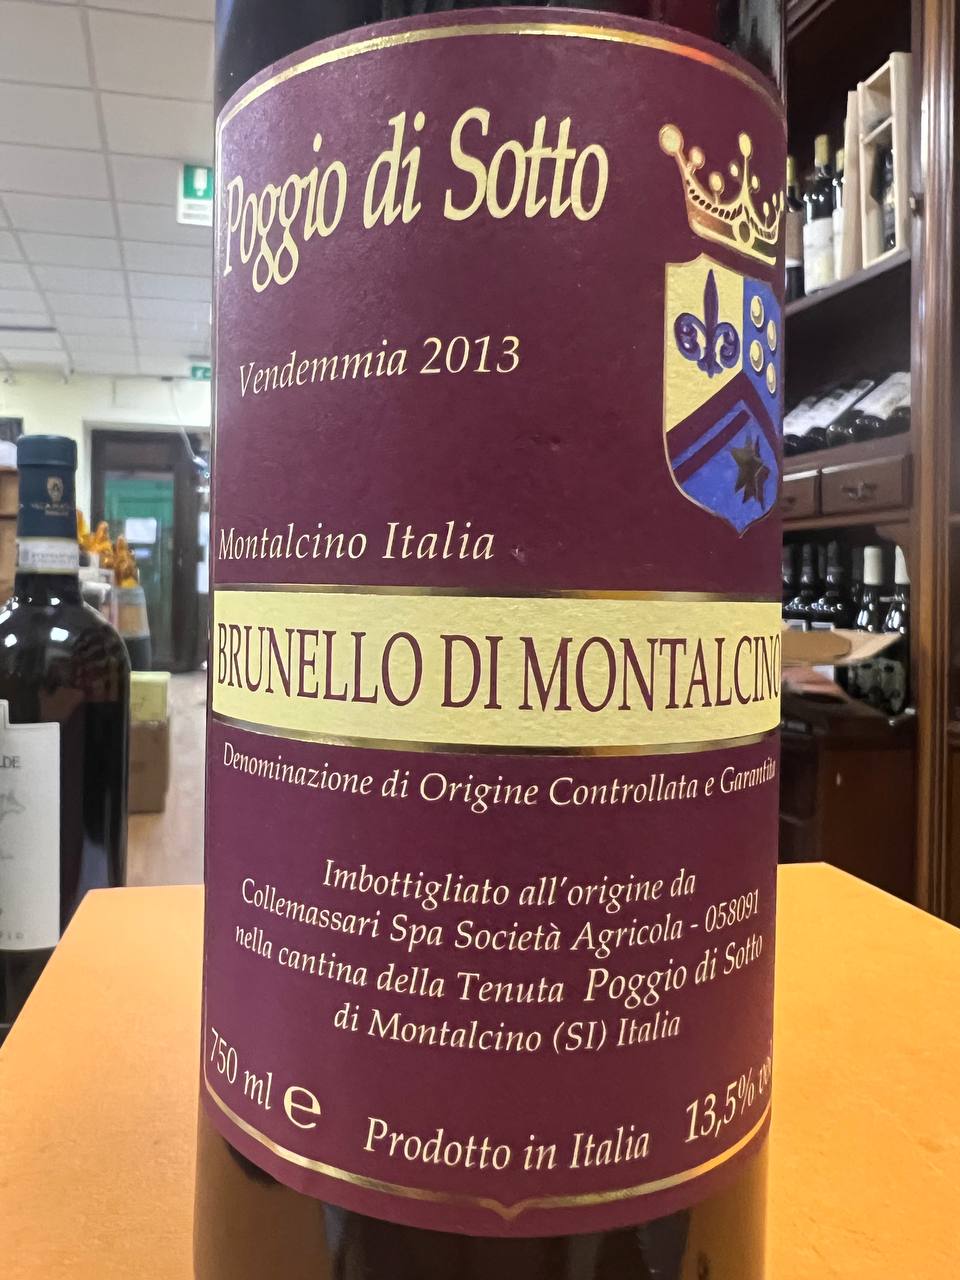 Poggio di Sotto
Vendemmia 2013
Montalcino Italia
BRUNELLO DI MONTALCINO
Denominazione di Origine Controllata e Garantita
Imbottigliato all'origine da
Collemassari Spa Società Agricola - 058091
nella cantina della Tenuta Poggio di Sotto
di Montalcino (SI) Italia
750 ml e
Prodotto in Italia
13,5% vol